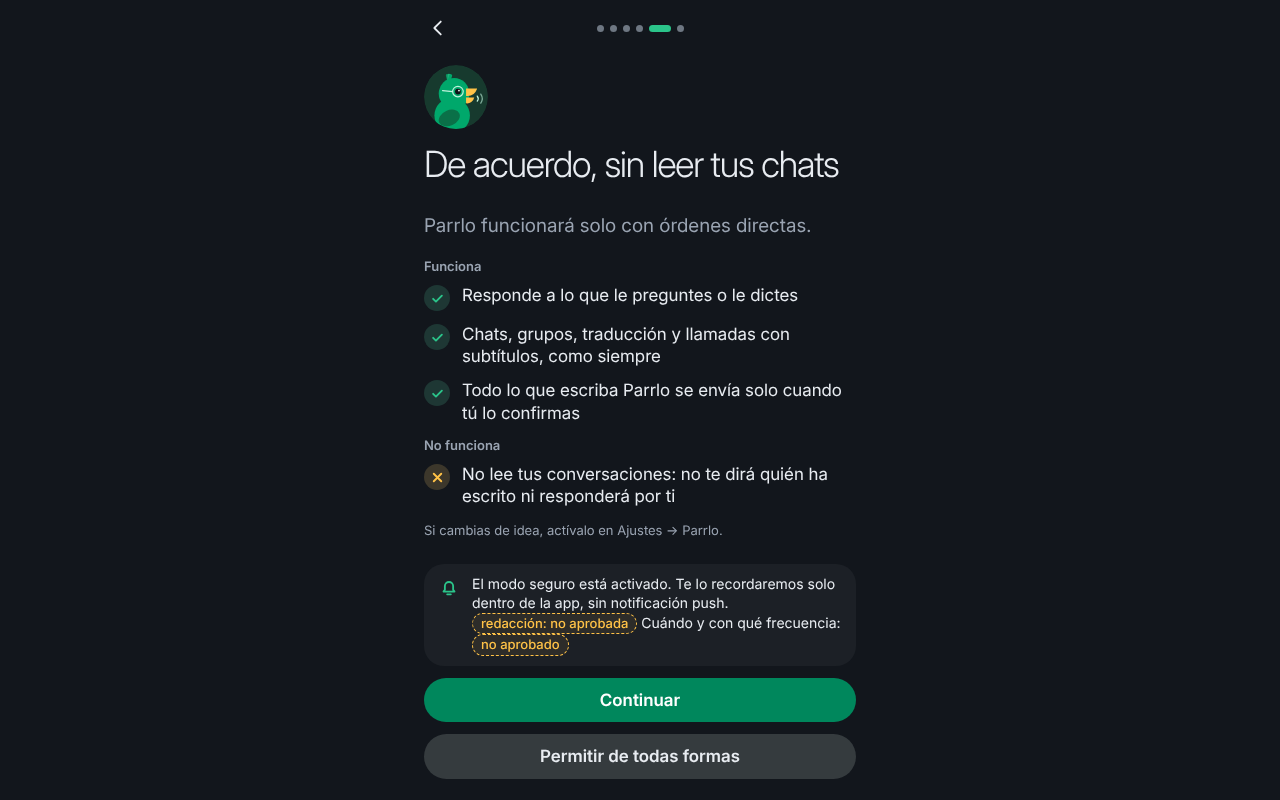 De acuerdo, sin leer tus chats
Parrlo funcionará solo con órdenes directas.
Funciona
Responde a lo que le preguntes o le dictes
Chats, grupos, traducción y llamadas con
subtítulos, como siempre
Todo lo que escriba Parrlo se envía solo cuando
tú lo confirmas
No funciona
No lee tus conversaciones: no te dirá quién ha
escrito ni responderá por ti
Si cambias de idea, actívalo en Ajustes → Parrlo.
El modo seguro está activado. Te lo recordaremos solo
dentro de la app, sin notificación push.
redacción: no aprobada Cuándo y con qué frecuencia:
no aprobado
Continuar
Permitir de todas formas